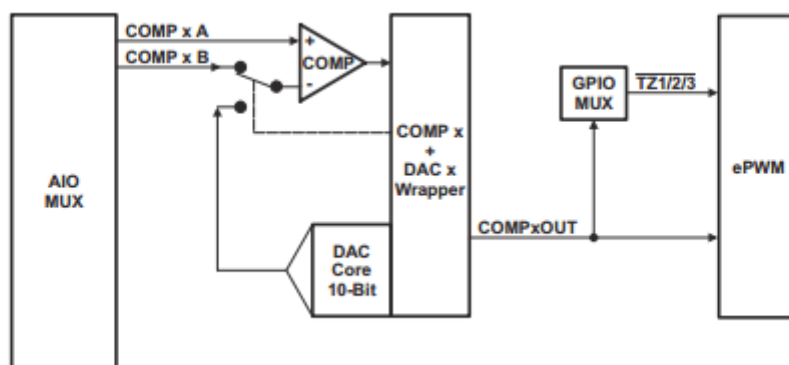 COMP x A
COMP x B
+
COMP
-
AIO
MUX
COMP x
+
DAC x
Wrapper
DAC
Core
10-Bit
COMPxOUT
GPIO
MUX
TZ1/2/3
ePWM